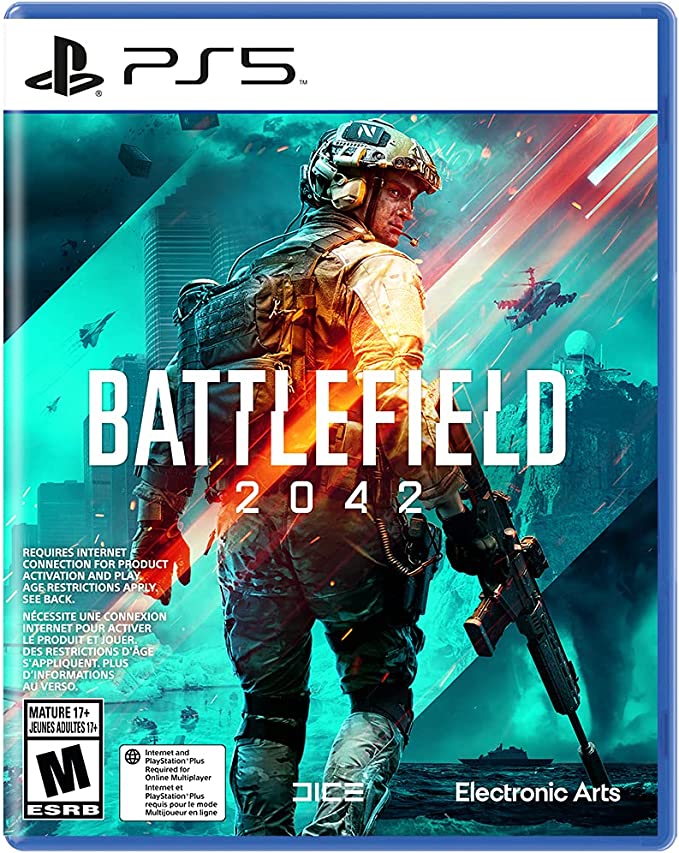 PS5
BATTLEFIELD™
2042
REQUIRES INTERNET
CONNECTION FOR PRODUCT
ACTIVATION AND PLAY.
AGE RESTRICTIONS APPLY.
SEE BACK.
NÉCESSITE UNE CONNEXION
INTERNET POUR ACTIVER
LE PRODUIT ET JOUER.
DES RESTRICTIONS D'ÂGE
S'APPLIQUENT. PLUS
D'INFORMATIONS
AU VERSO.
MATURE 17+
JEUNES ADULTES 17+
M
ESRB
Internet and
PlayStation®Plus
Required for
Online Multiplayer
Internet et
PlayStation®Plus
requis pour le mode
Multijoueur en ligne
DICE
Electronic Arts